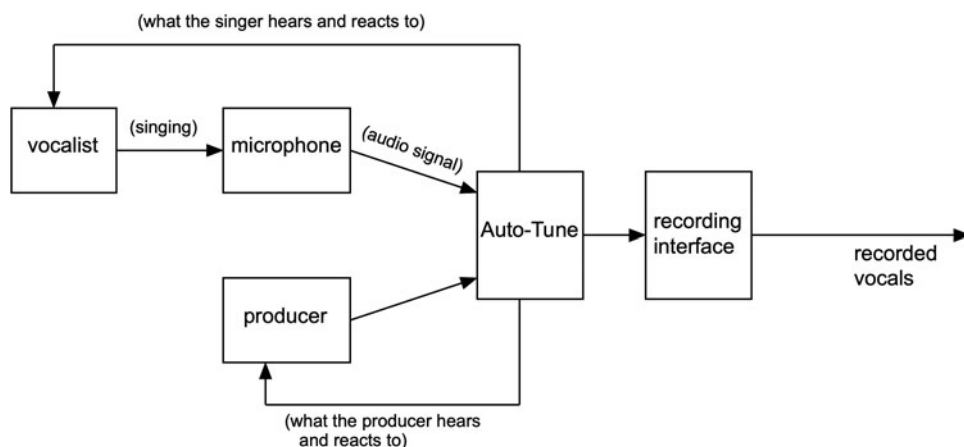 (what the singer hears and reacts to)
vocalist
(singing)
microphone
(audio signal)
Auto-Tune
recording
interface
recorded
vocals
producer
(what the producer hears
and reacts to)